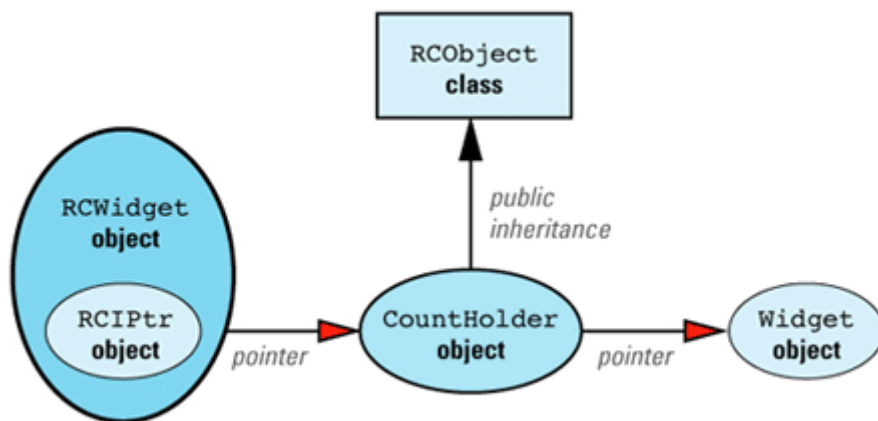 RCObject
class
public
inheritance
RCWidget
object
RCIPtr
object
pointer
CountHolder
object
pointer
Widget
object